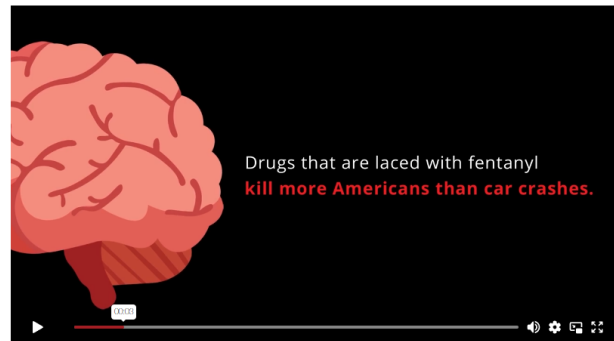 Drugs that are laced with fentanyl
kill more Americans than car crashes.
00:03